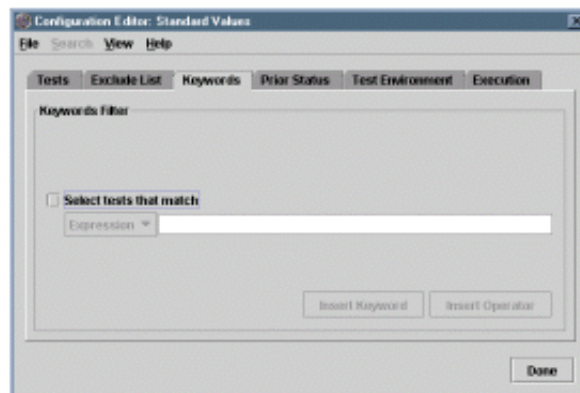 Configuration Editor: Standard Values
File Search View Help
Tests Exclude List Keywords Prior Status Test Environment Execution
Keywords Filter
Select tests that match
Expression
Insert Keyword Insert Operator
Done